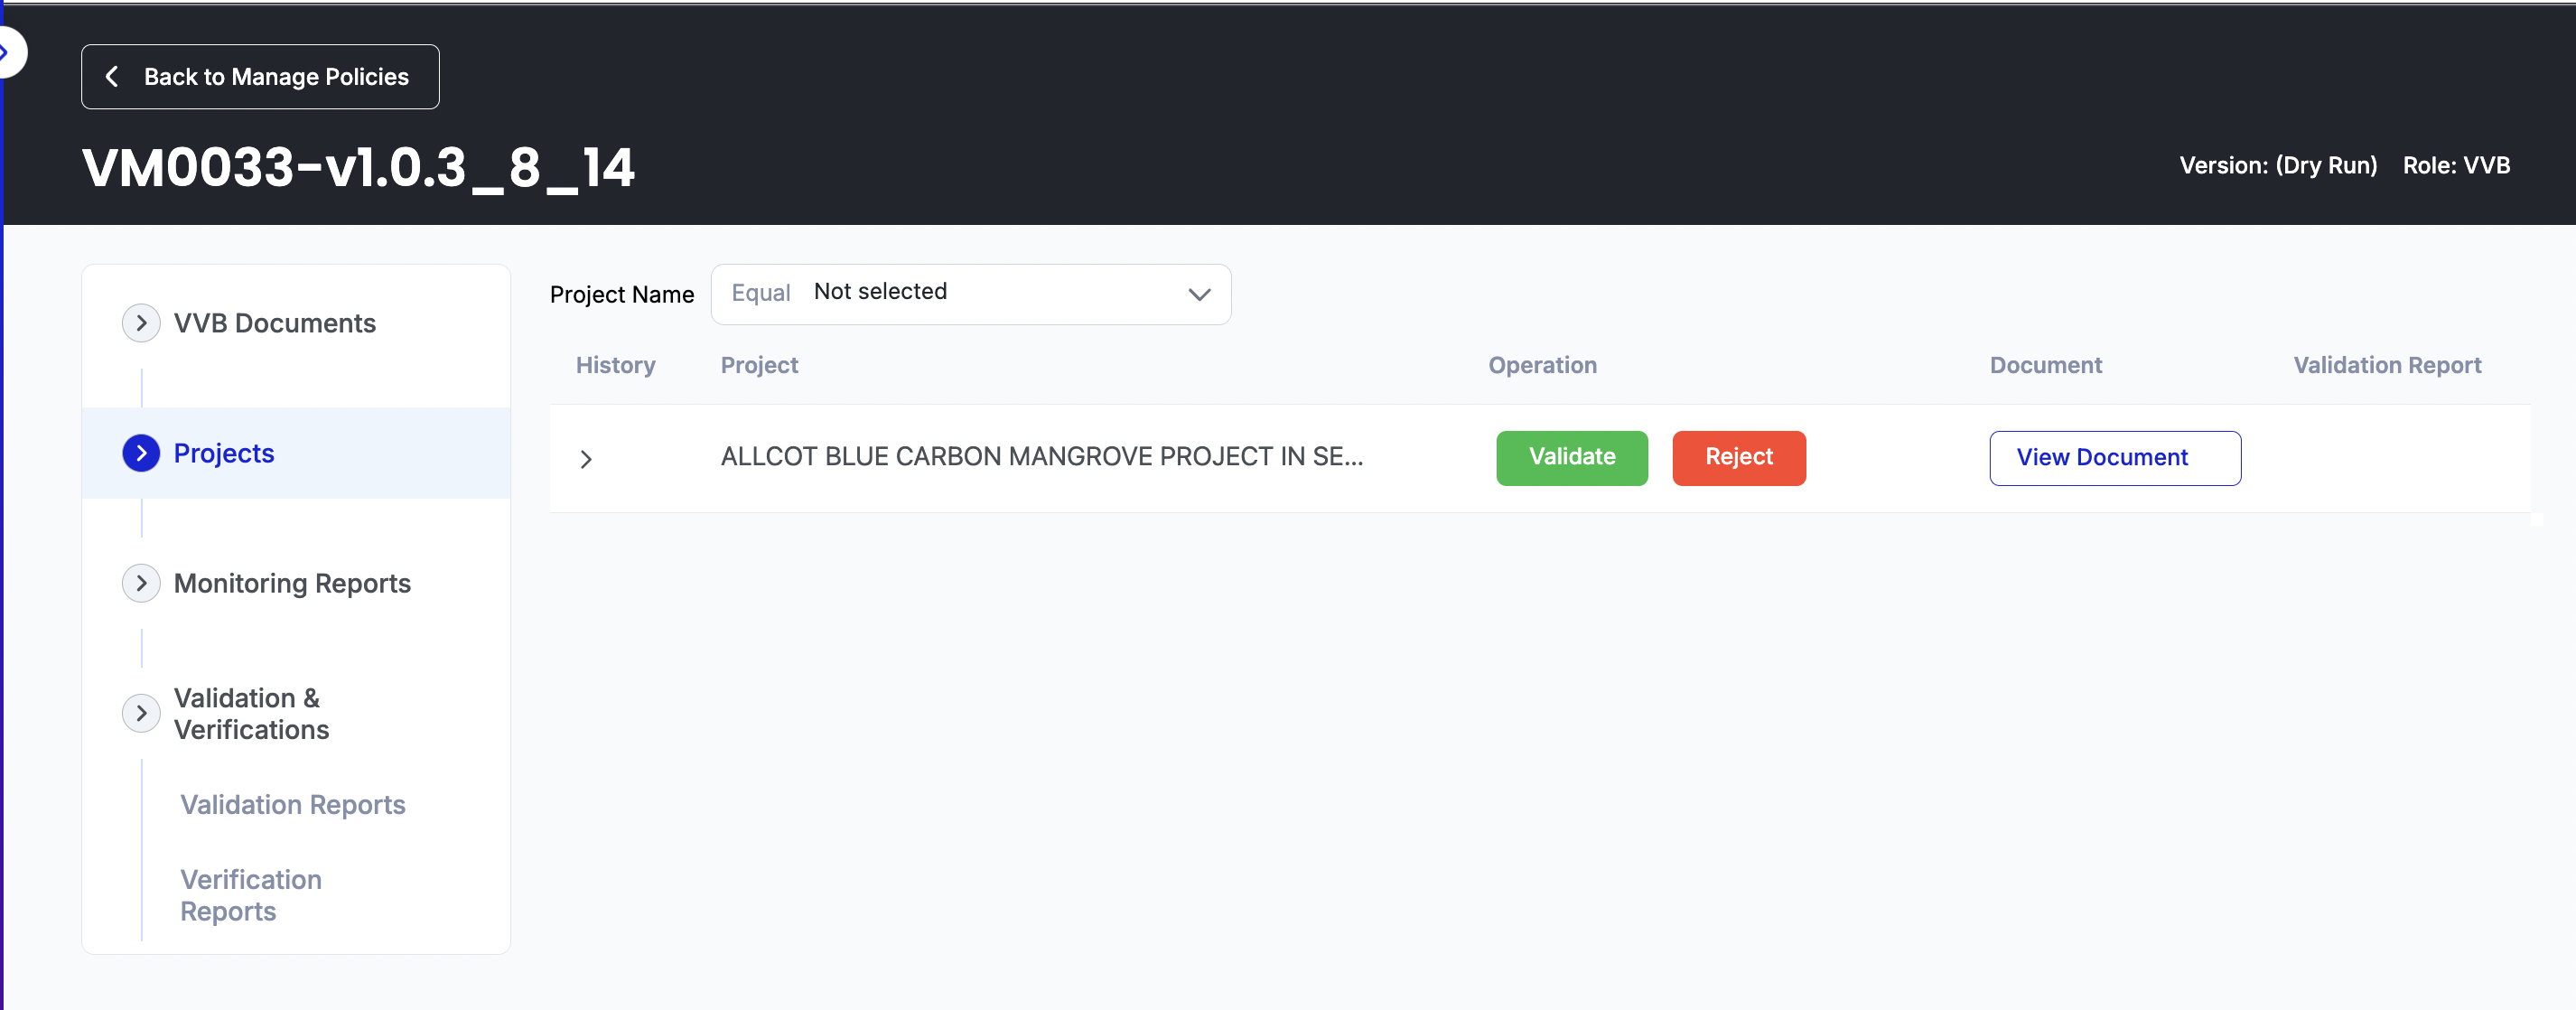 Back to Manage Policies
VM0033-v1.0.3_8_14
Version: (Dry Run) Role: VVB
VVB Documents
Projects
Monitoring Reports
Validation &
Verifications
Validation Reports
Verification
Reports
Project Name Equal Not selected
History Project Operation Document Validation Report
ALLCOT BLUE CARBON MANGROVE PROJECT IN SE... Validate Reject View Document